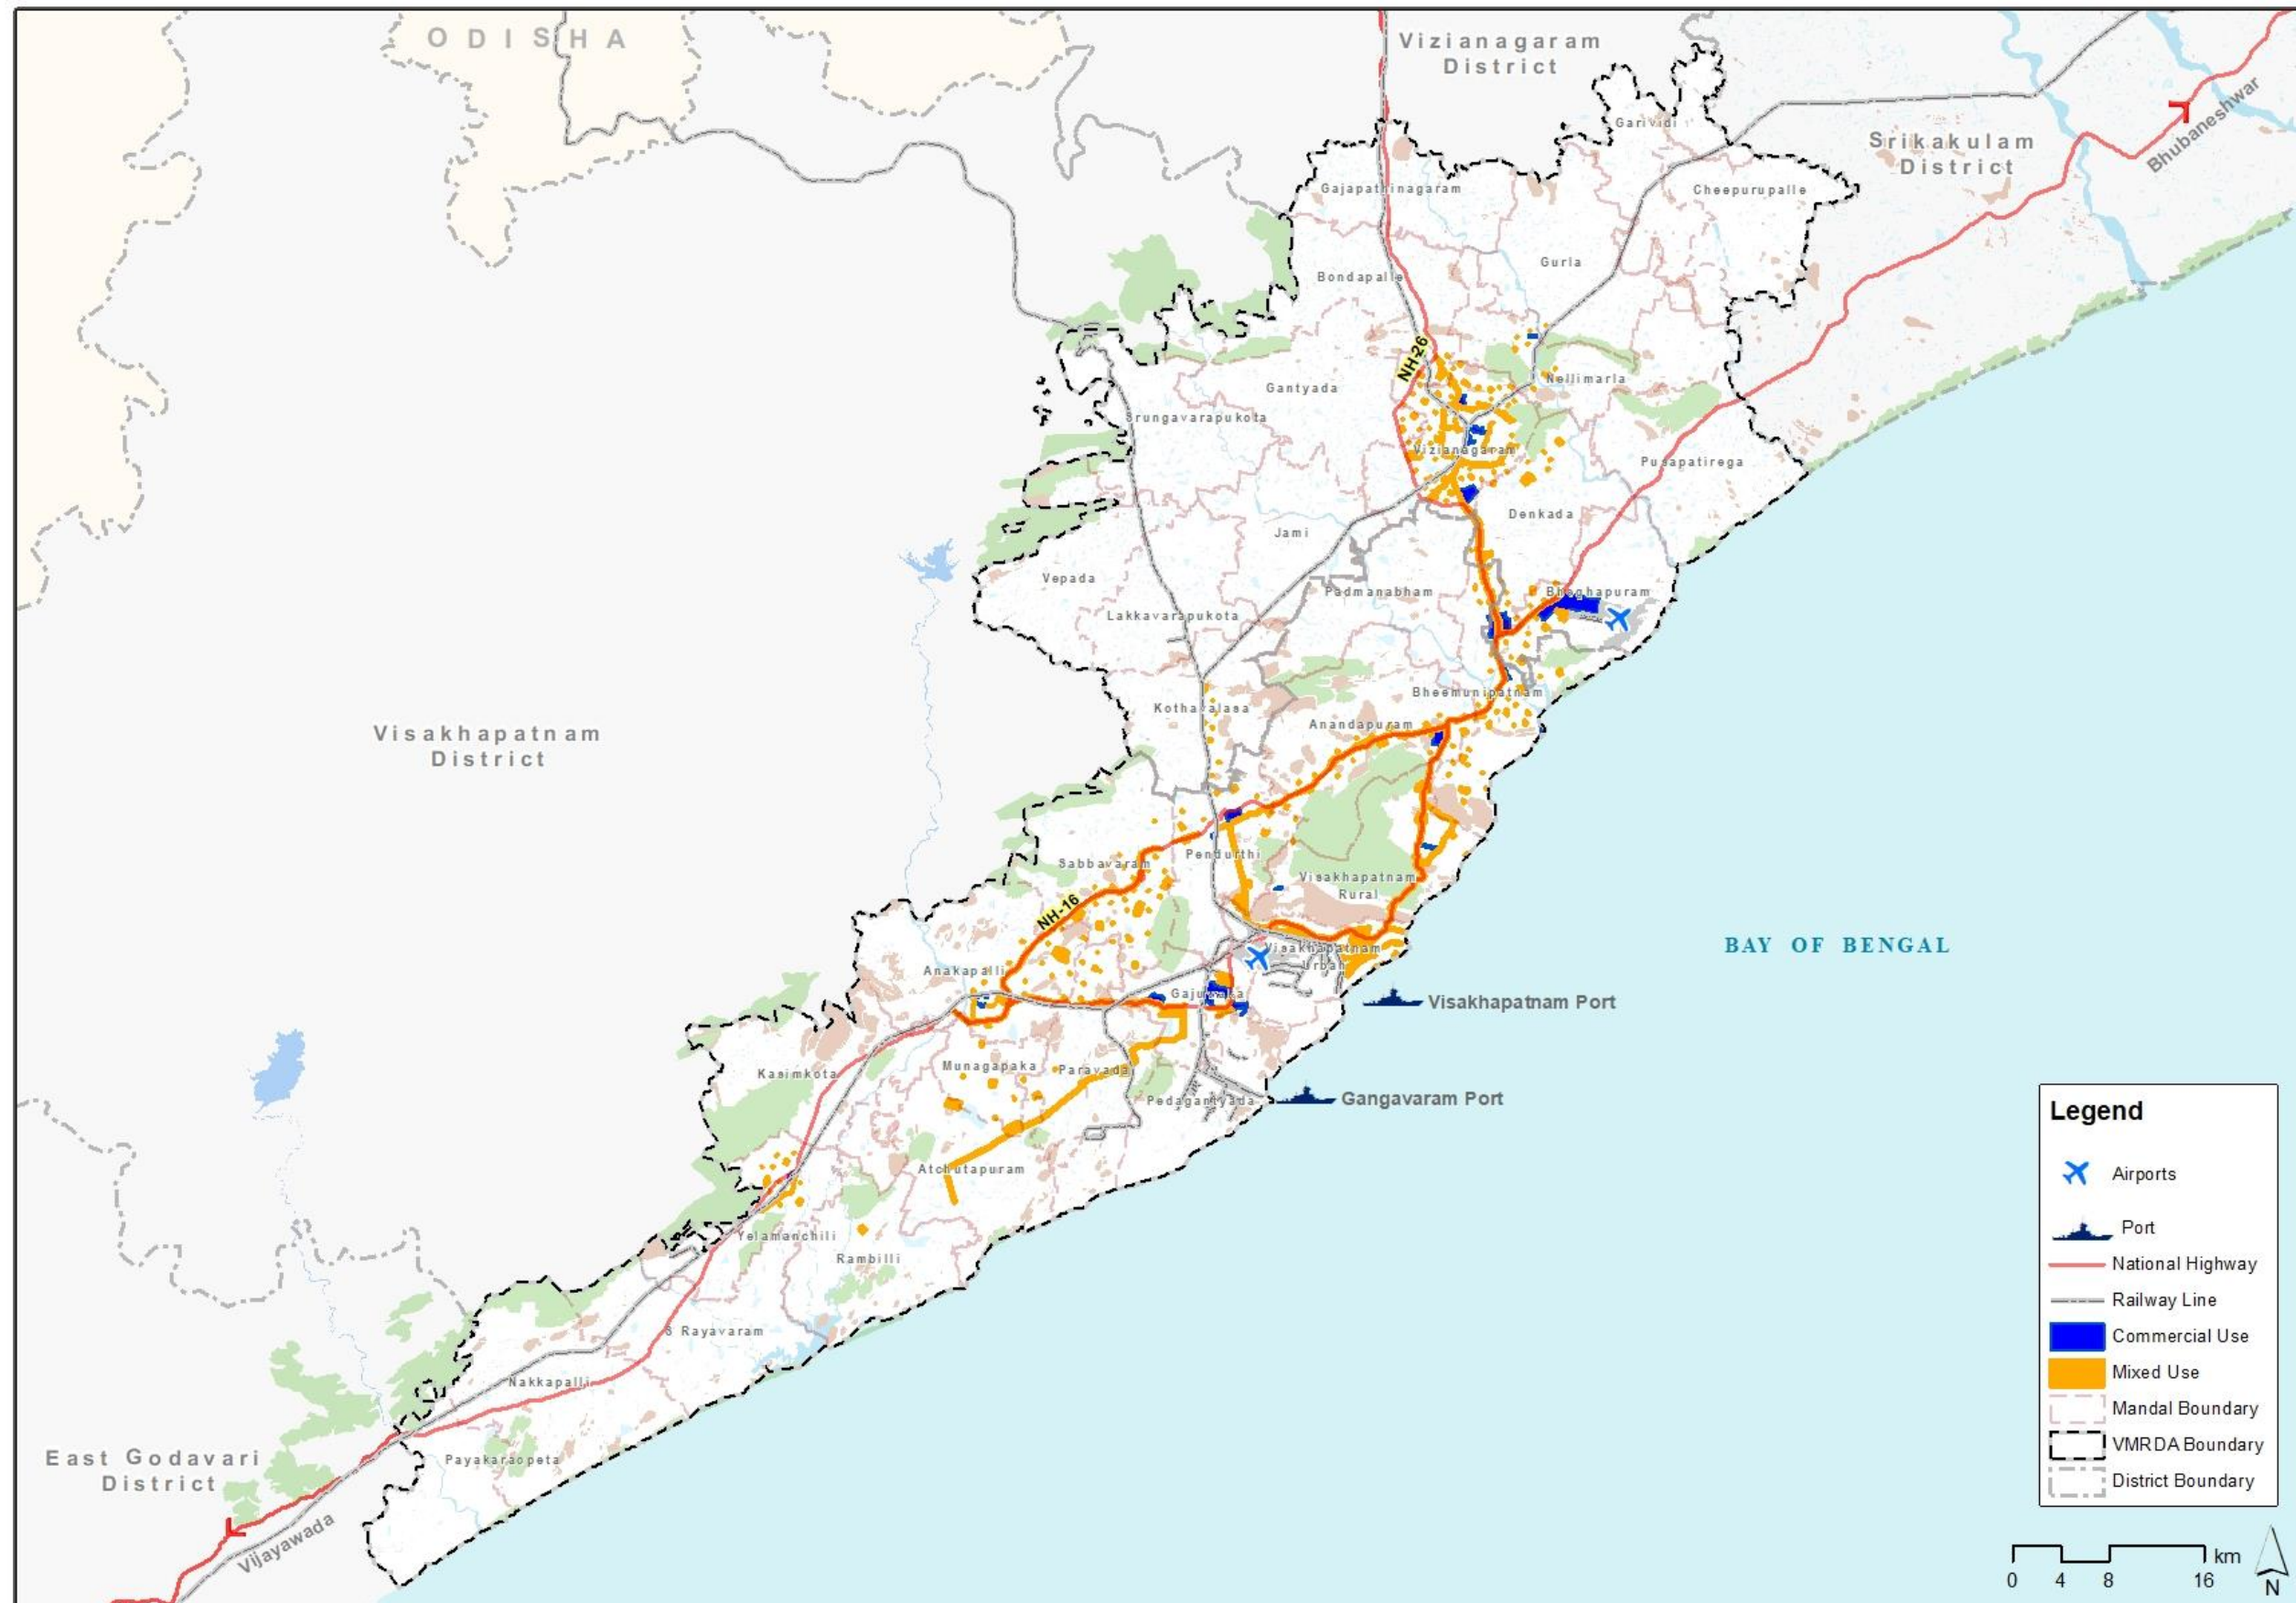 ODISHA
Vizianagaram
District
Garividi
Srikakulam
District
Bhubaneshwar
Gajapathinagaram
Cheepurupalle
Gurla
Bondapalle
NH-26
Nellimarla
Gantyada
Srungavarapukota
Vizianagaram
Pusapatirega
Denkada
Jami
Vepada
Padmanabham
Bhoghapuram
Lakkavarapukota
Bheemunipatnam
Kothavalasa
Anandapuram
Visakhapatnam
District
Pendurthi
Sabbavaram
Visakhapatnam
Rural
NH-16
Visakhapatnam
Urban
BAY OF BENGAL
Anakapalli
Gajuwaka
Visakhapatnam Port
Munagapaka
Paravada
Kasimkota
Pedagantyada
Gangavaram Port
Atchutapuram
Yelamanchili
Rambilli
S Rayavaram
Nakkapalli
East Godavari
District
Payakaraopeta
Vijayawada
Legend
Airports
Port
National Highway
Railway Line
Commercial Use
Mixed Use
Mandal Boundary
VMRDA Boundary
District Boundary
km
0 4 8 16
N